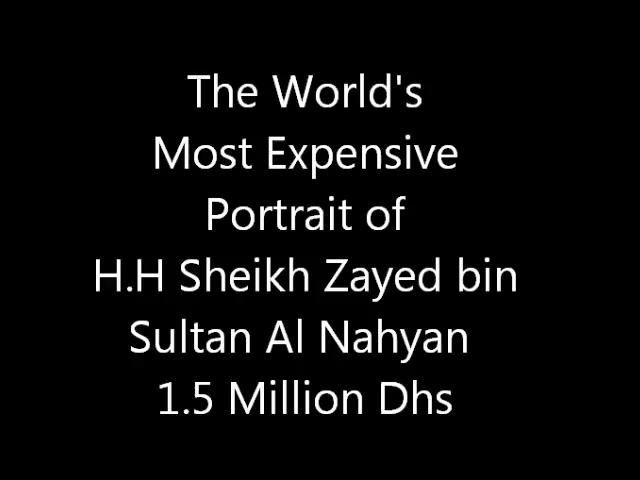 The World's
Most Expensive
Portrait of
H.H Sheikh Zayed bin
Sultan Al Nahyan
1.5 Million Dhs